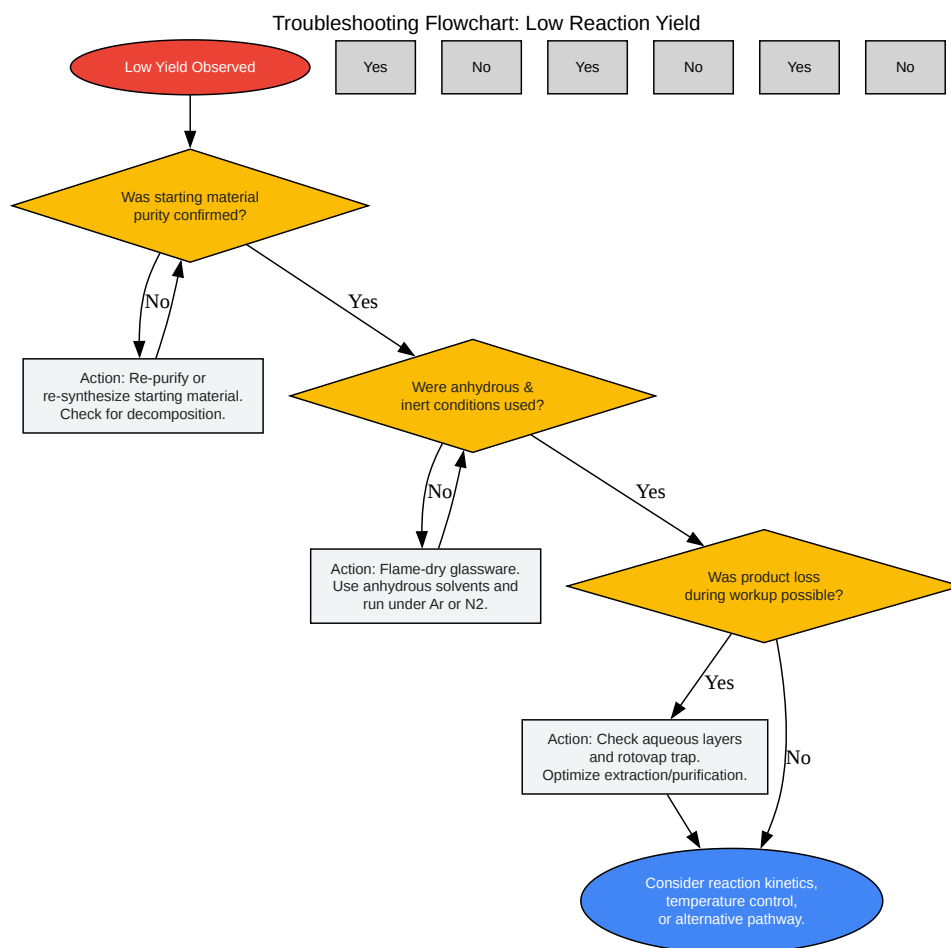 Troubleshooting Flowchart: Low Reaction Yield
Low Yield Observed
Yes
No
Yes
No
Yes
No
Was starting material
purity confirmed?
No
Yes
Action: Re-purify or
re-synthesize starting material.
Check for decomposition.
Were anhydrous &
inert conditions used?
No
Yes
Action: Flame-dry glassware.
Use anhydrous solvents and
run under Ar or N2.
Was product loss
during workup possible?
Yes
No
Action: Check aqueous layers
and rotovap trap.
Optimize extraction/purification.
Consider reaction kinetics,
temperature control,
or alternative pathway.